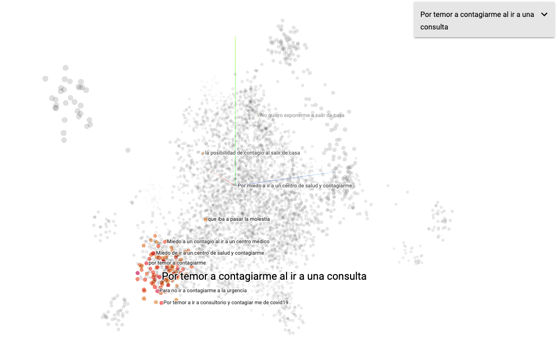 Por temor a contagiarme al ir a una
consulta
No quiero exponerme a salir de casa
la posibilidad de contagio al salir de casa
Por miedo a ir a un centro de salud y contagiarme
que iba a pasar la molestia
Miedo a un contagio al ir a un centro médico
Miedo de ir a un centro de salud y contagiarme
por temor a contagiarme
Por temor a contagiarme al ir a una consulta
Para no ir a contagiarme a la urgencia
Por temor a ir a consultorio y contagiar me de covid19